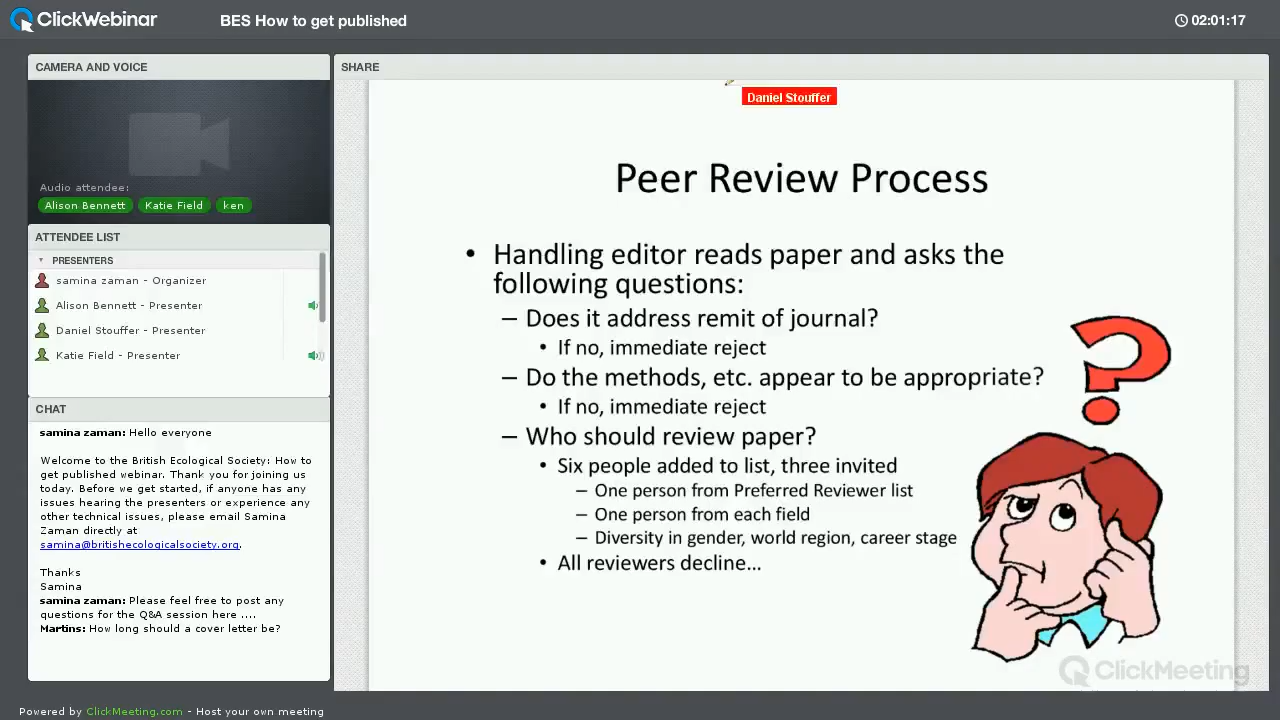 ClickWebinar
BES How to get published
02:01:17
CAMERA AND VOICE
Audio attendee:
Alison Bennett
Katie Field
ken
ATTENDEE LIST
PRESENTERS
samina zaman - Organizer
Alison Bennett - Presenter
Daniel Stouffer - Presenter
Katie Field - Presenter
CHAT
samina zaman: Hello everyone
Welcome to the British Ecological Society: How to
get published webinar. Thank you for joining us
today. Before we get started, if anyone has any
issues hearing the presenters or experience any
other technical issues, please email Samina
Zaman directly at
samina@britishecologicalsociety.org.
Thanks
Samina
samina zaman: Please feel free to post any
questions for the Q&A session here ....
Martins: How long should a cover letter be?
SHARE
Daniel Stouffer
Peer Review Process
• Handling editor reads paper and asks the
following questions:
– Does it address remit of journal?
• If no, immediate reject
– Do the methods, etc. appear to be appropriate?
• If no, immediate reject
– Who should review paper?
• Six people added to list, three invited
– One person from Preferred Reviewer list
– One person from each field
– Diversity in gender, world region, career stage
• All reviewers decline…
?
ClickMeeting
Powered by ClickMeeting.com - Host your own meeting